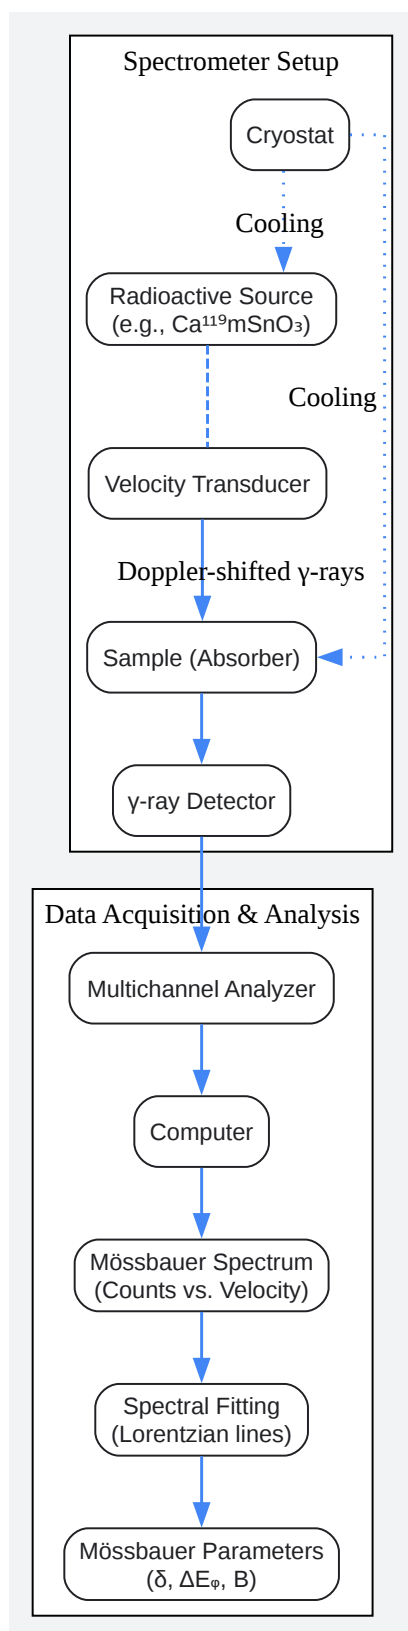 Spectrometer Setup
Cryostat
Cooling
Radioactive Source
(e.g., Ca¹¹⁹mSnO₃)
Cooling
Velocity Transducer
Doppler-shifted γ-rays
Sample (Absorber)
γ-ray Detector
Data Acquisition & Analysis
Multichannel Analyzer
Computer
Mössbauer Spectrum
(Counts vs. Velocity)
Spectral Fitting
(Lorentzian lines)
Mössbauer Parameters
(δ, ΔEᵩ, B)